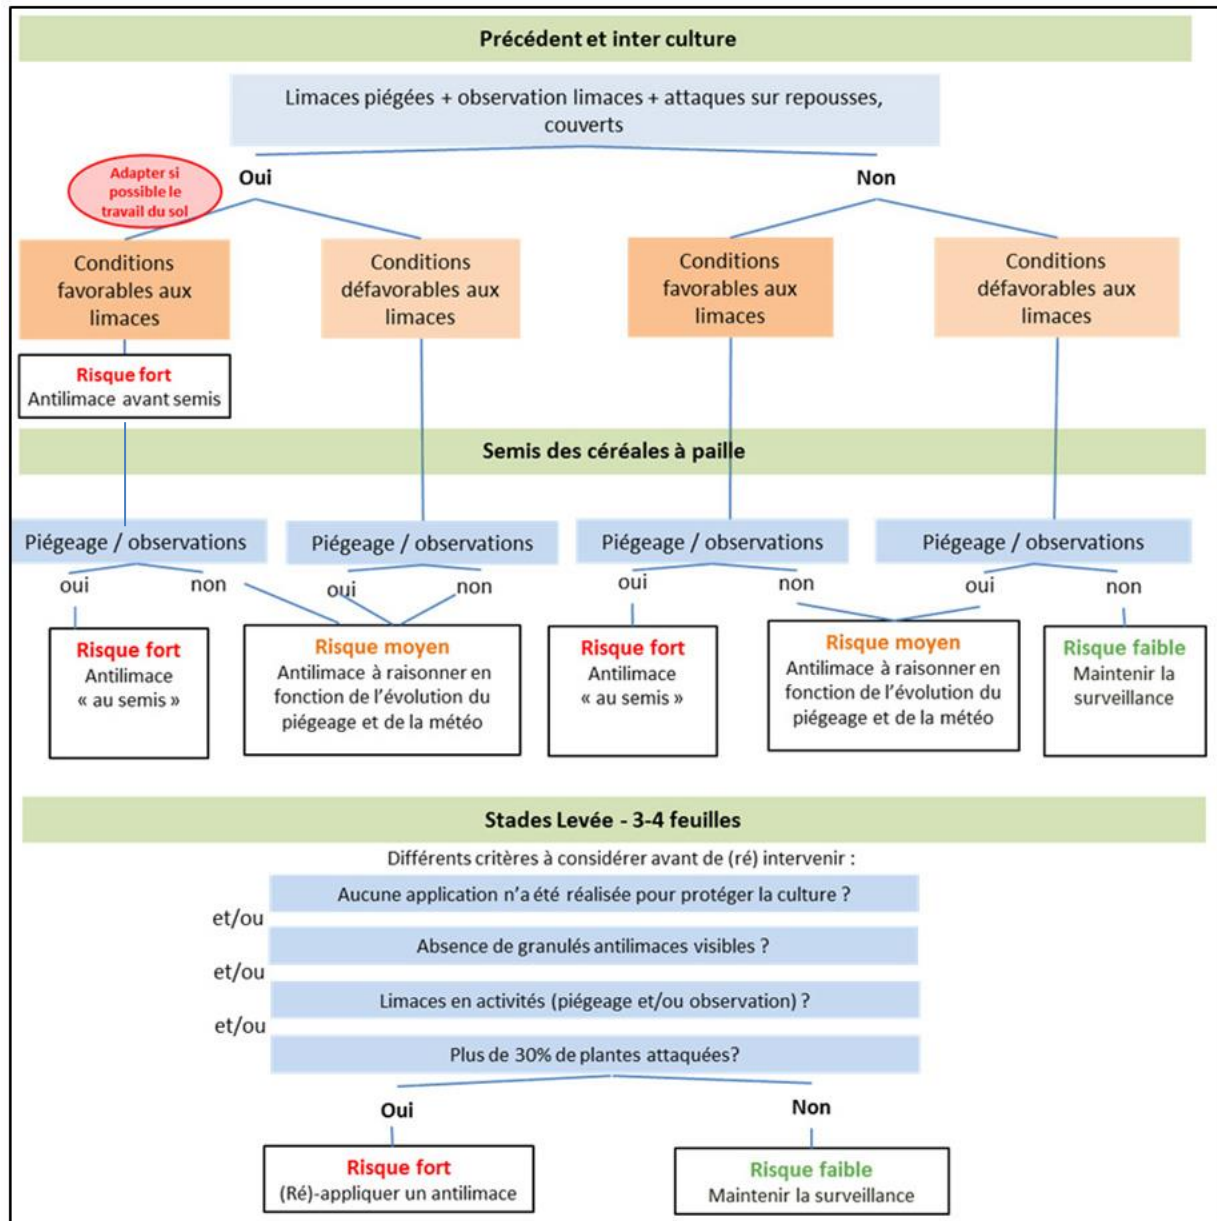 Précédent et inter culture
Limaces piégées + observation limaces + attaques sur repousses,
couverts
Adapter si
possible le
travail du sol
Oui
Non
Conditions
favorables aux
limaces
Conditions
défavorables aux
limaces
Conditions
favorables aux
limaces
Conditions
défavorables aux
limaces
Risque fort
Antilimace avant semis
Semis des céréales à paille
Piégeage / observations
Piégeage / observations
Piégeage / observations
Piégeage / observations
oui
non
oui
non
oui
non
oui
non
Risque fort
Antilimace
« au semis »
Risque moyen
Antilimace à raisonner en
fonction de l'évolution du
piégeage et de la météo
Risque fort
Antilimace
« au semis »
Risque moyen
Antilimace à raisonner en
fonction de l'évolution du
piégeage et de la météo
Risque faible
Maintenir la
surveillance
Stades Levée - 3-4 feuilles
Différents critères à considérer avant de (ré) intervenir :
Aucune application n'a été réalisée pour protéger la culture ?
et/ou
Absence de granulés antilimaces visibles ?
et/ou
Limaces en activités (piégeage et/ou observation) ?
et/ou
Plus de 30% de plantes attaquées?
Oui
Non
Risque fort
(Ré)-appliquer un antilimace
Risque faible
Maintenir la surveillance